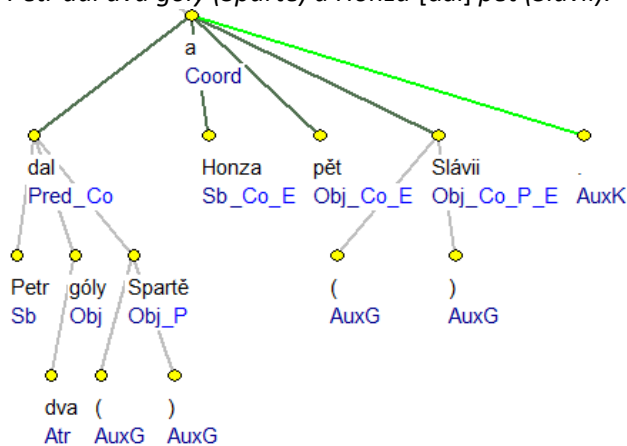 Petr dal dva góly (Spartě) a Honza [dal] pět (Slávii).
a
Coord
dal Honza pět Slávii .
Pred_Co Sb_Co_E Obj_Co_E Obj_Co_P_E AuxK
Petr góly Spartě ( )
Sb Obj Obj_P AuxG AuxG
dva ( )
Atr AuxG AuxG